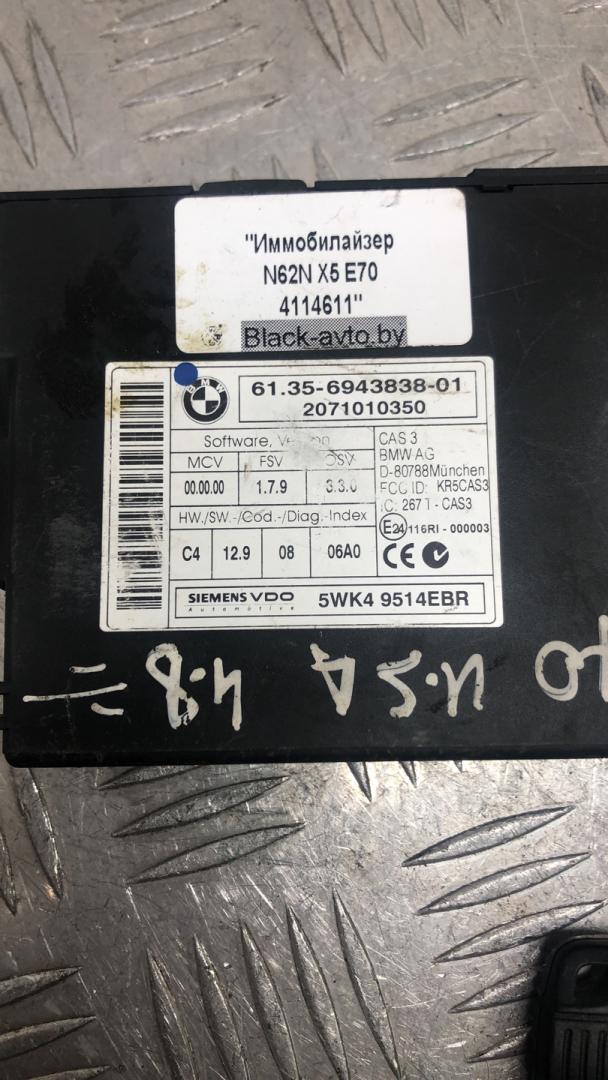 "Иммобилайзер
N62N X5 E70
4114611"
Black-avto.by
BMW
61.35-6943838-01
2071010350
Software, Version
MCV FSV OSV
00.00.00 1.7.9 3.3.0
HW./SW.-/Cod.-/Diag.-Index
C4 12.9 08 06A0
CAS 3
BMW AG
D-80788München
FCC ID: KR5CAS3
IC: 267T-CAS3
E24 116RI-000003
CE
SIEMENS VDO
Automotive
5WK4 9514EBR
70 U.S A 4.8 =